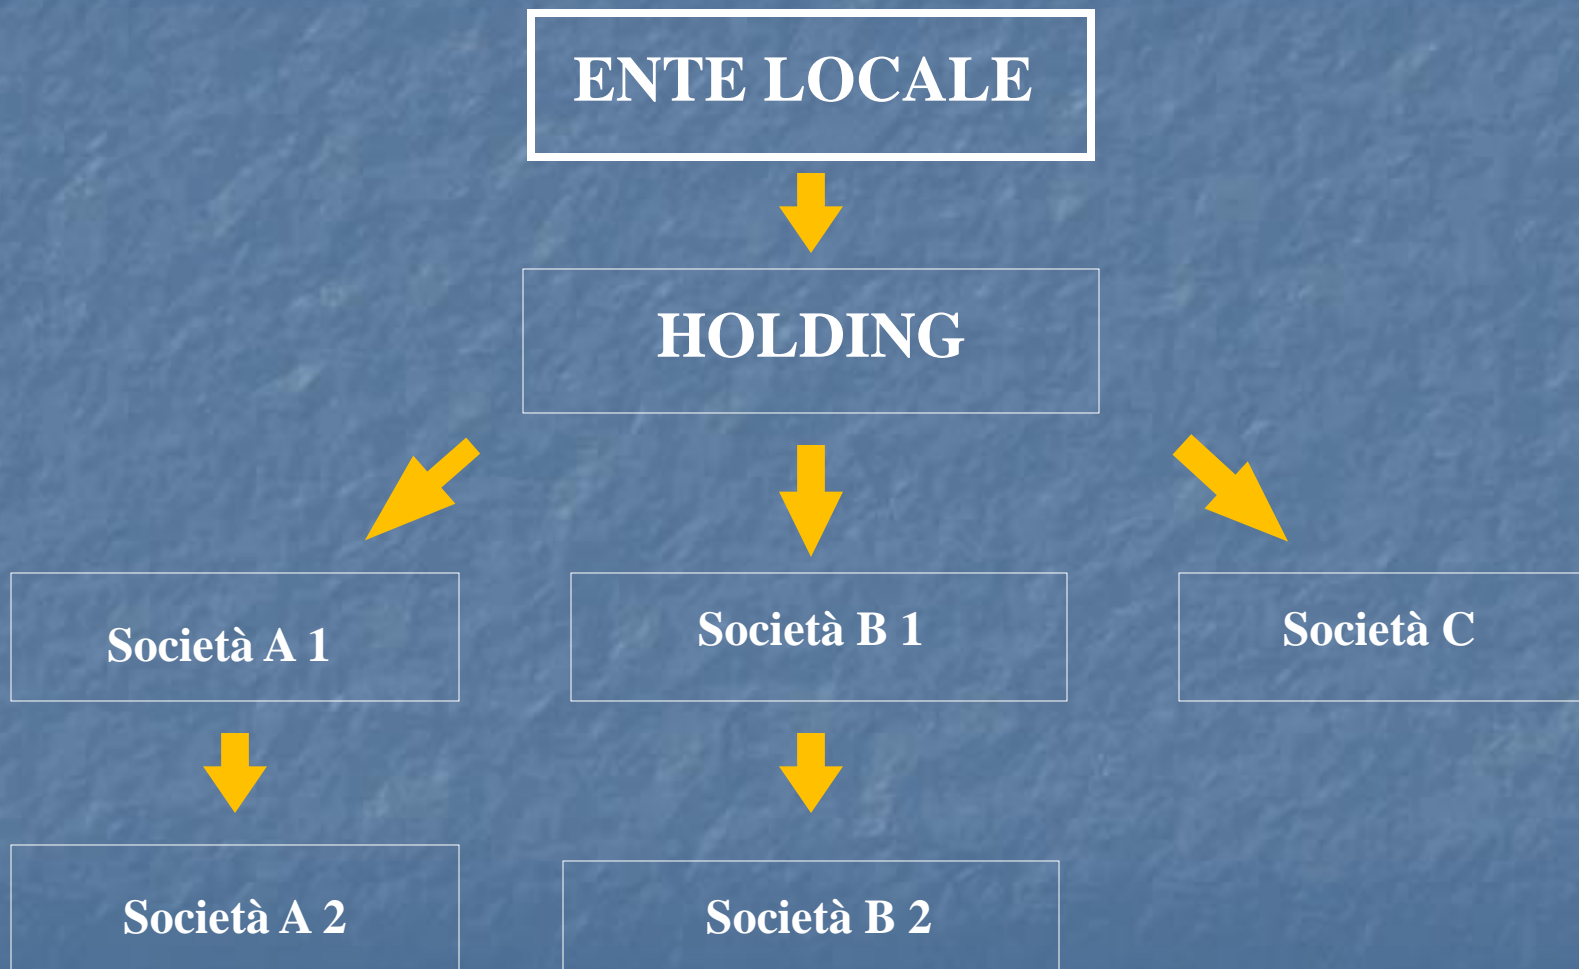 ENTE LOCALE
HOLDING
Società A 1
Società B 1
Società C
Società A 2
Società B 2